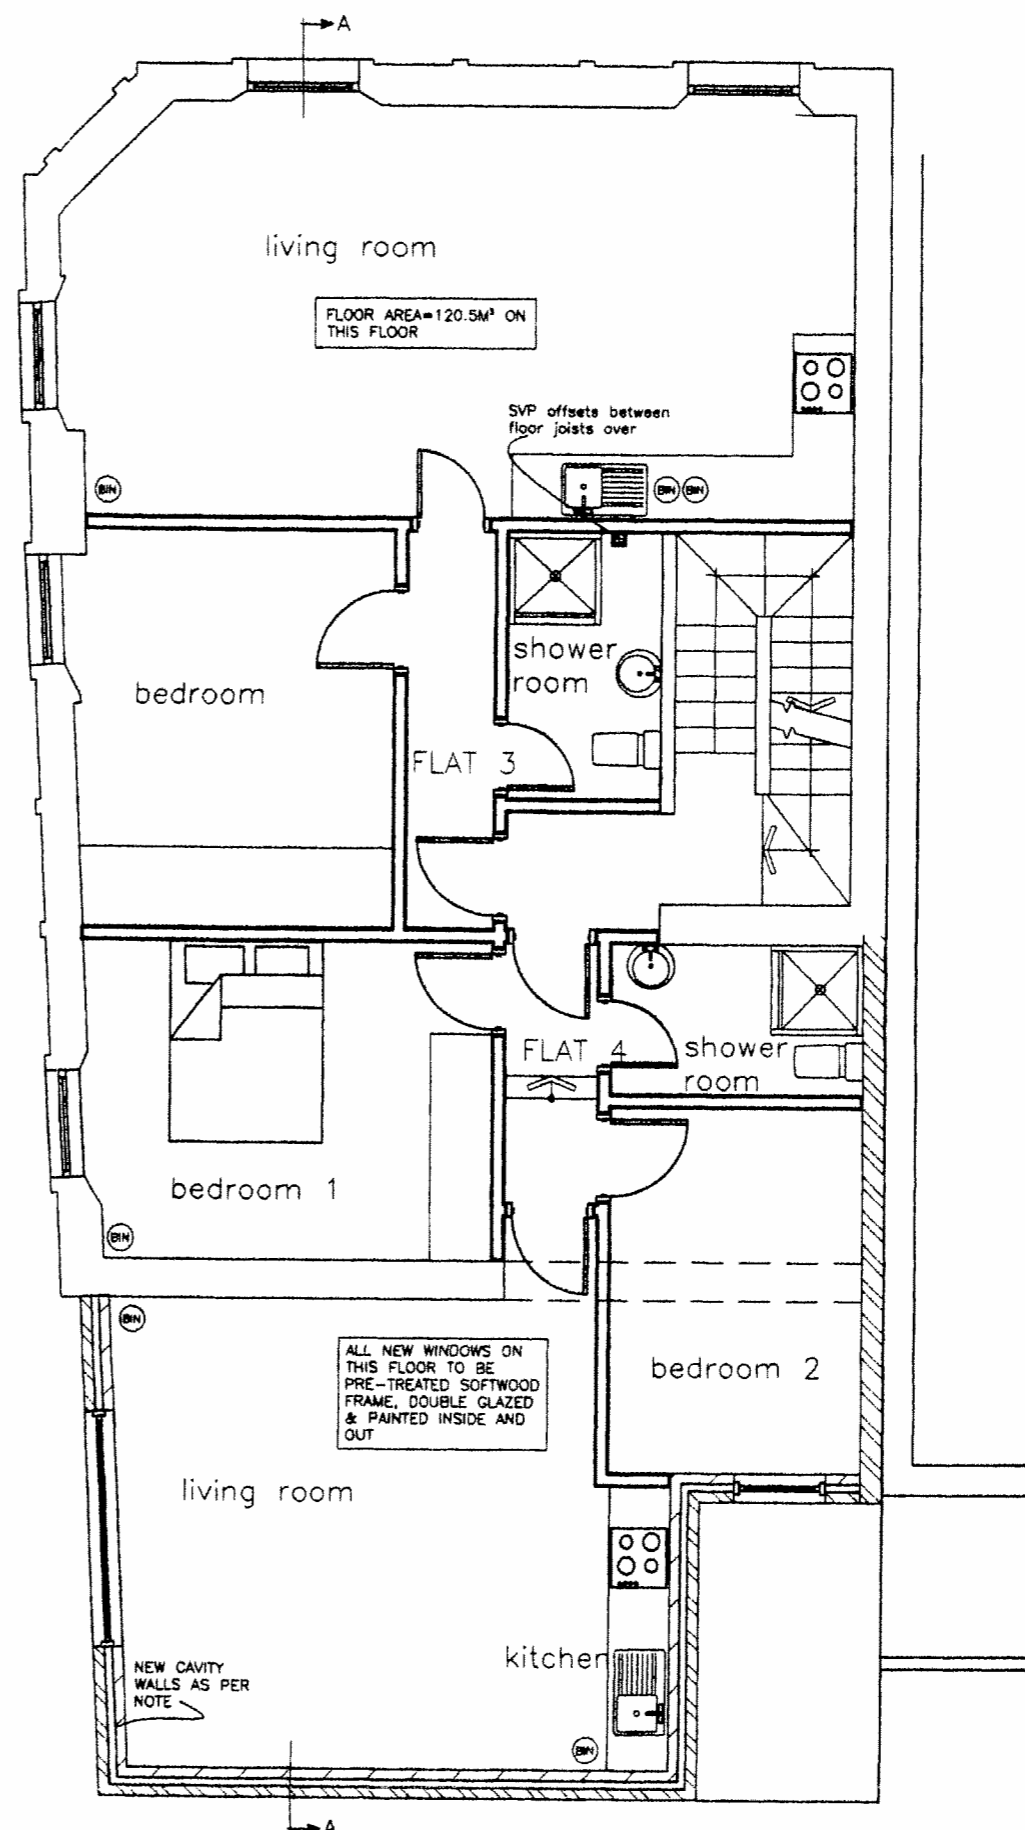 A
living room
FLOOR AREA=120.5M² ON
THIS FLOOR
SVP offsets between
floor joists over
BIN
BIN
BIN
shower
room
bedroom
FLAT 3
FLAT 4
shower
room
bedroom 1
BIN
BIN
ALL NEW WINDOWS ON
THIS FLOOR TO BE
PRE-TREATED SOFTWOOD
FRAME, DOUBLE GLAZED
& PAINTED INSIDE AND
OUT
bedroom 2
living room
kitchen
NEW CAVITY
WALLS AS PER
NOTE
BIN
A